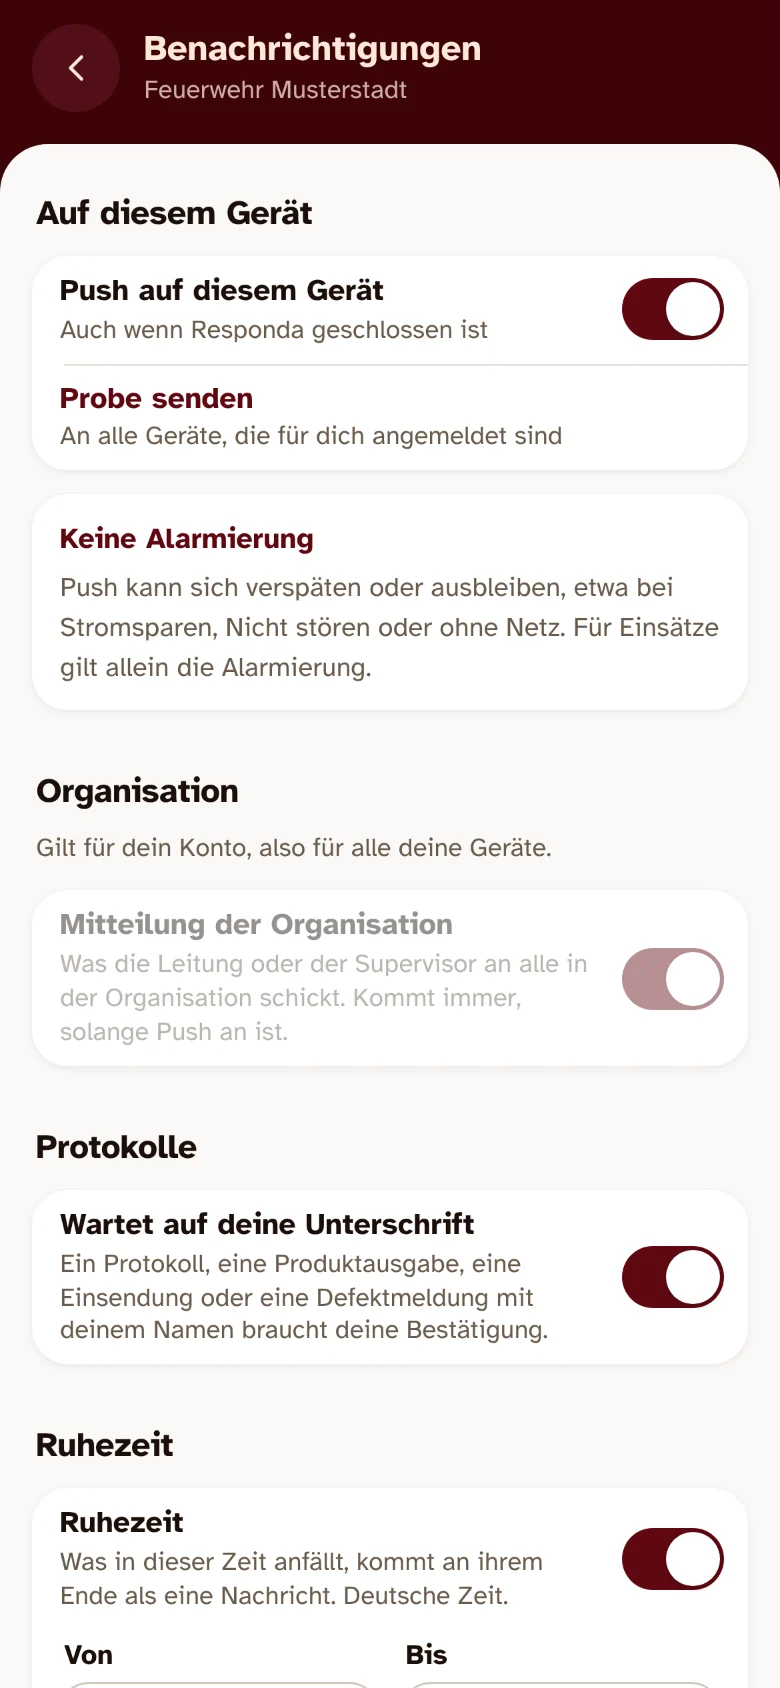 Benachrichtigungen
Feuerwehr Musterstadt
Auf diesem Gerät
Push auf diesem Gerät
Auch wenn Responda geschlossen ist
Probe senden
An alle Geräte, die für dich angemeldet sind
Keine Alarmierung
Push kann sich verspäten oder ausbleiben, etwa bei
Stromsparen, Nicht stören oder ohne Netz. Für Einsätze
gilt allein die Alarmierung.
Organisation
Gilt für dein Konto, also für alle deine Geräte.
Mitteilung der Organisation
Was die Leitung oder der Supervisor an alle in
der Organisation schickt. Kommt immer,
solange Push an ist.
Protokolle
Wartet auf deine Unterschrift
Ein Protokoll, eine Produktausgabe, eine
Einsendung oder eine Defektmeldung mit
deinem Namen braucht deine Bestätigung.
Ruhezeit
Ruhezeit
Was in dieser Zeit anfällt, kommt an ihrem
Ende als eine Nachricht. Deutsche Zeit.
Von
Bis